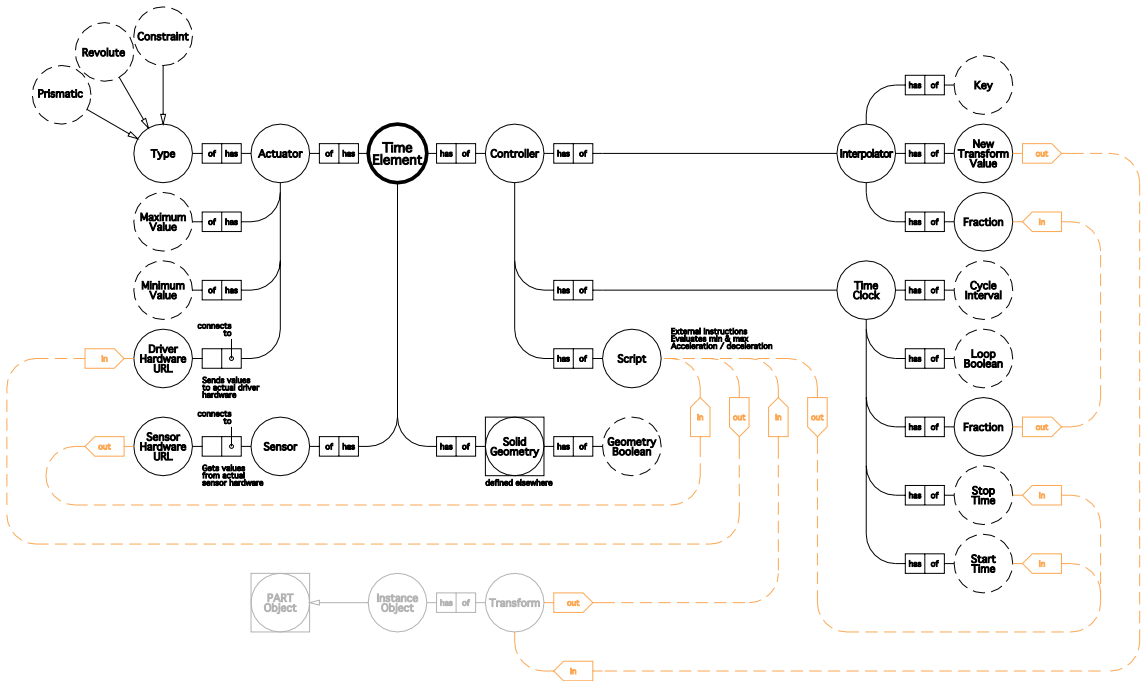 Constraint
Revolute
Prismatic
has of
Key
Type
of has
Actuator
of has
Time
Element
has of
Controller
has of
Interpolator
has of
New
Transform
Value
out
Maximum
Value
of has
has of
Fraction
in
Minimum
Value
of has
has of
Time
Clock
has of
Cycle
Interval
connects
to
in
Driver
Hardware
URL
Sends values
to actual driver
hardware
has of
Script
External instructions
Evaluates min & max
Acceleration / deceleration
has of
Loop
Boolean
in
out
in
out
connects
to
out
Sensor
Hardware
URL
Gets values
from actual
sensor hardware
Sensor
of has
has of
Solid
Geometry
defined elsewhere
has of
Geometry
Boolean
has of
Fraction
out
has of
Stop
Time
in
has of
Start
Time
in
PART
Object
Instance
Object
has of
Transform
out
in